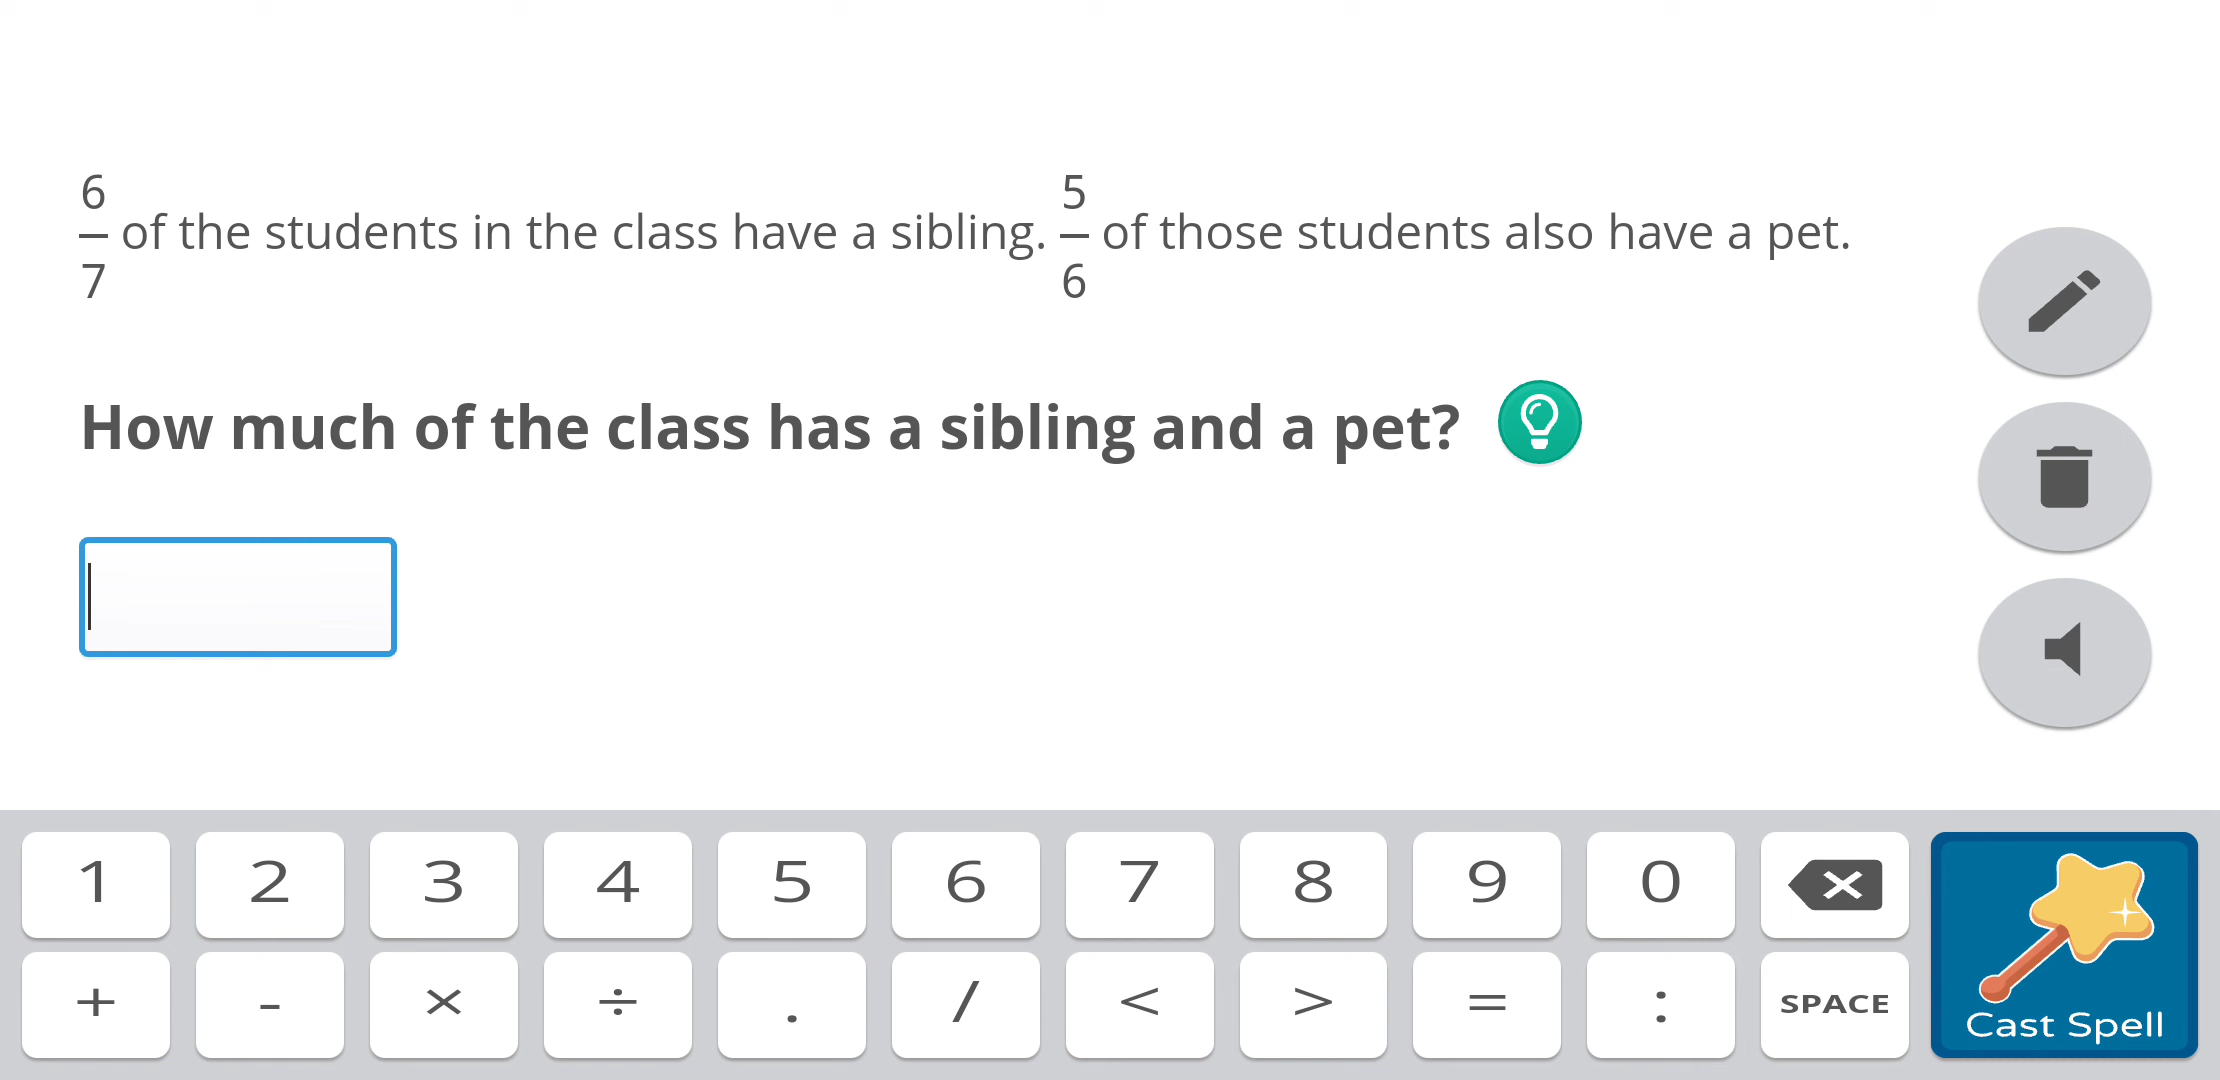 6/7 of the students in the class have a sibling. 5/6 of those students also have a pet.
How much of the class has a sibling and a pet?
1 2 3 4 5 6 7 8 9 0
+ - × ÷ . / < > = : SPACE
Cast Spell